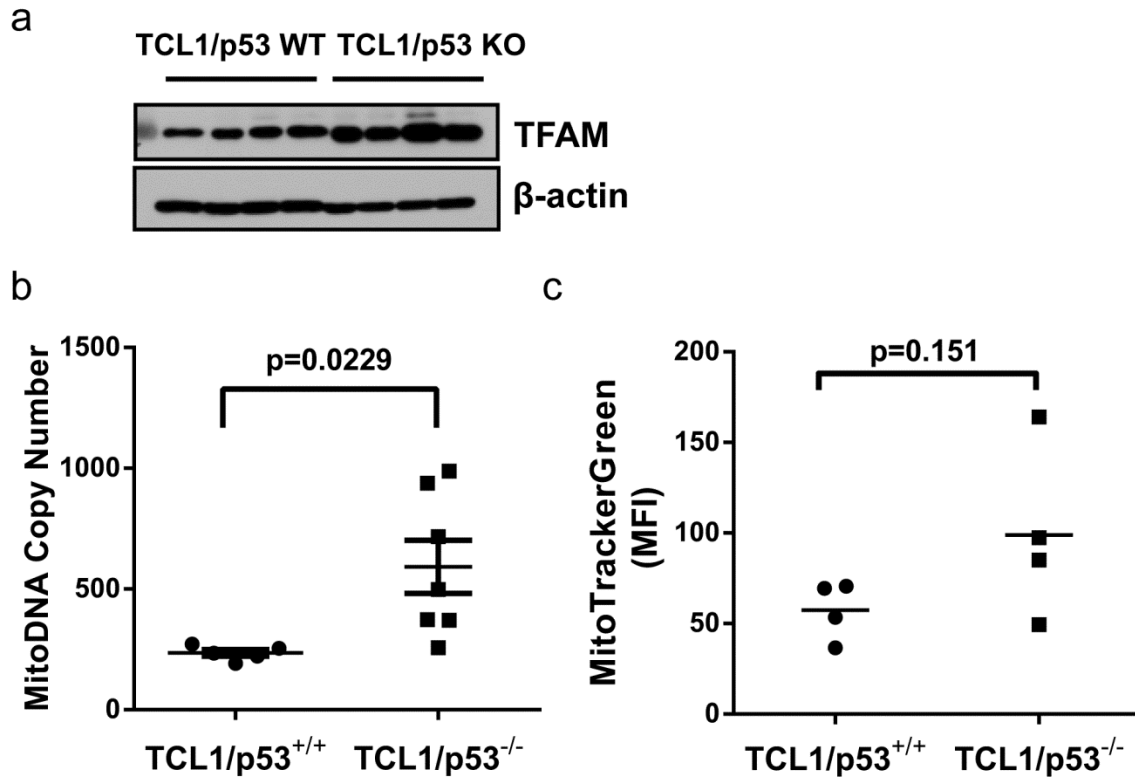 a
TCL1/p53 WT TCL1/p53 KO
TFAM
β-actin
b
MitoDNA Copy Number
1500
1000
500
0
p=0.0229
TCL1/p53+/+ TCL1/p53-/-
c
MitoTrackerGreen
(MFI)
200
150
100
50
0
p=0.151
TCL1/p53+/+ TCL1/p53-/-